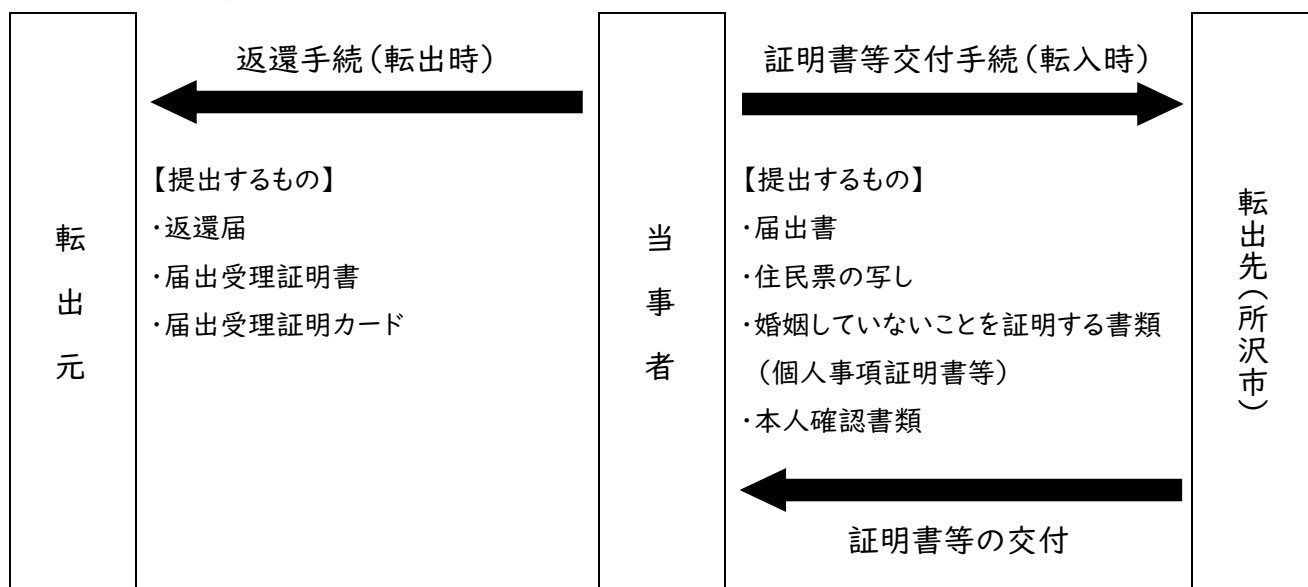 転出元
返還手続（転出時）
【提出するもの】
・返還届
・届出受理証明書
・届出受理証明カード
当事者
証明書等交付手続（転入時）
【提出するもの】
・届出書
・住民票の写し
・婚姻していないことを証明する書類
（個人事項証明書等）
・本人確認書類
証明書等の交付
転出先（所沢市）